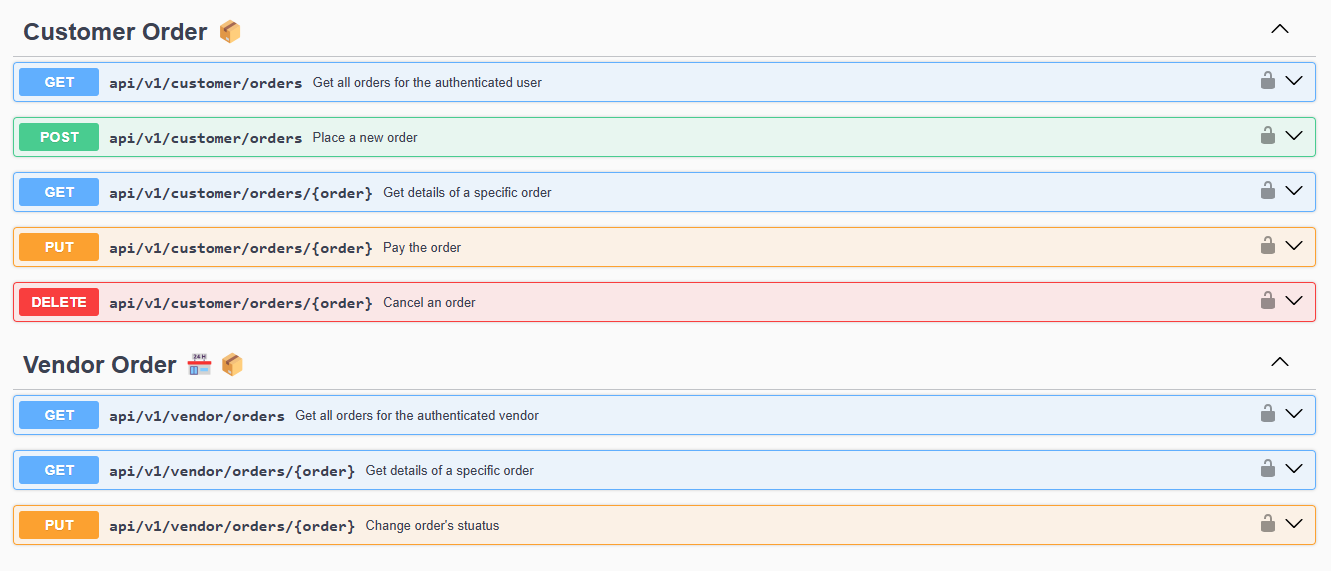 Customer Order 📦
GET api/v1/customer/orders Get all orders for the authenticated user
POST api/v1/customer/orders Place a new order
GET api/v1/customer/orders/{order} Get details of a specific order
PUT api/v1/customer/orders/{order} Pay the order
DELETE api/v1/customer/orders/{order} Cancel an order
Vendor Order 🏪 📦
GET api/v1/vendor/orders Get all orders for the authenticated vendor
GET api/v1/vendor/orders/{order} Get details of a specific order
PUT api/v1/vendor/orders/{order} Change order's stuatus